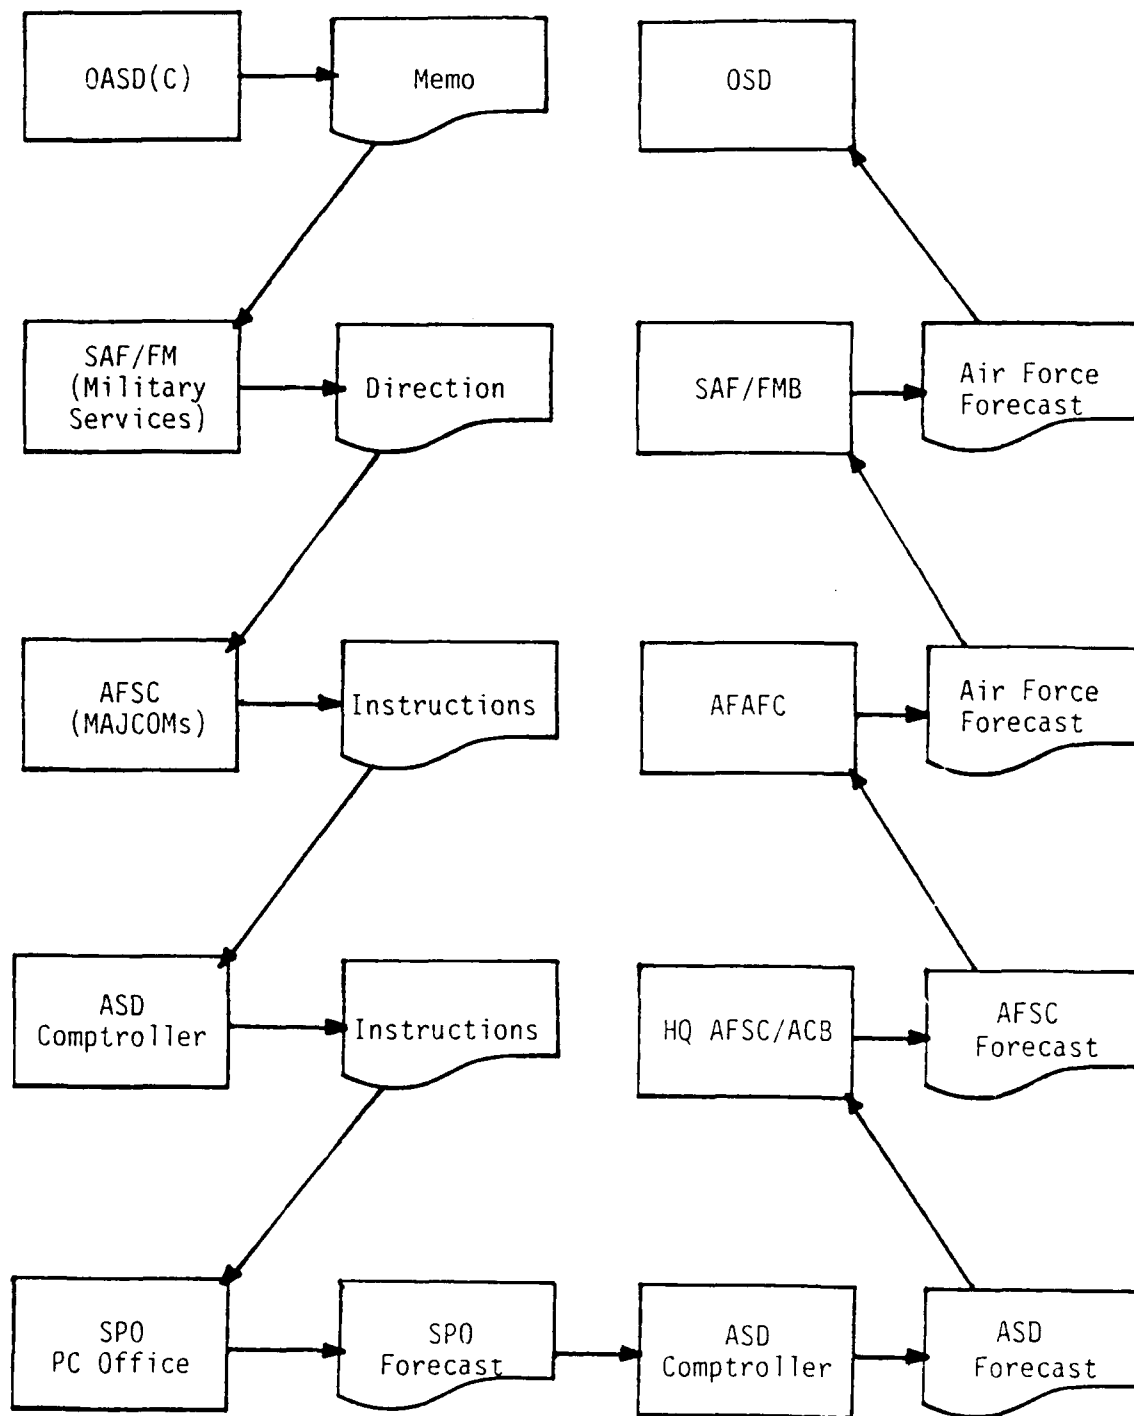 OASD(C)
Memo
OSD
SAF/FM
(Military
Services)
Direction
SAF/FMB
Air Force
Forecast
AFSC
(MAJCOMs)
Instructions
AFAFC
Air Force
Forecast
ASD
Comptroller
Instructions
HQ AFSC/ACB
AFSC
Forecast
SPO
PC Office
SPO
Forecast
ASD
Comptroller
ASD
Forecast